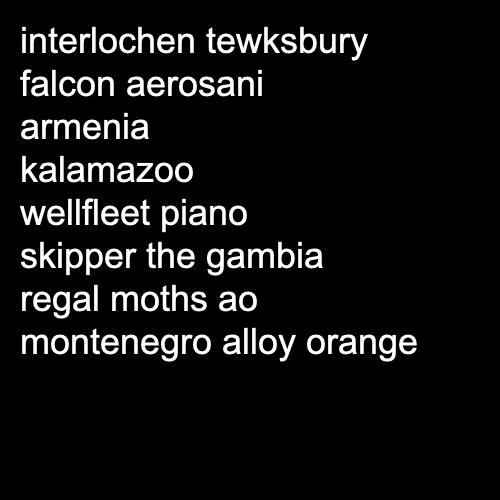 interlochen tewksbury
falcon aerosani
armenia
kalamazoo
wellfleet piano
skipper the gambia
regal moths ao
montenegro alloy orange